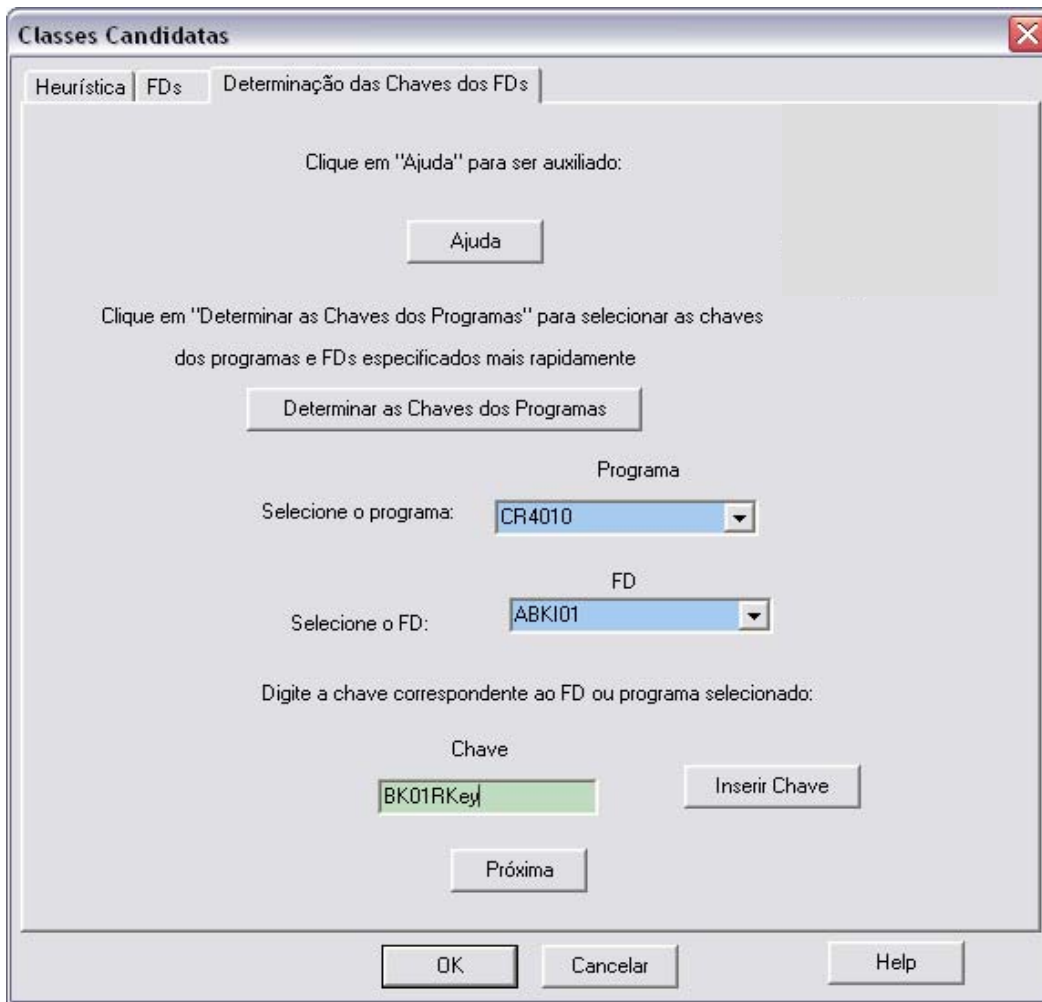 Classes Candidatas
Heurística FDs Determinação das Chaves dos FDs
Clique em "Ajuda" para ser auxiliado:
Ajuda
Clique em "Determinar as Chaves dos Programas" para selecionar as chaves
dos programas e FDs especificados mais rapidamente
Determinar as Chaves dos Programas
Programa
Selecione o programa: CR4010
FD
Selecione o FD: ABKI01
Digite a chave correspondente ao FD ou programa selecionado:
Chave
BK01RKey Inserir Chave
Próxima
OK Cancelar Help